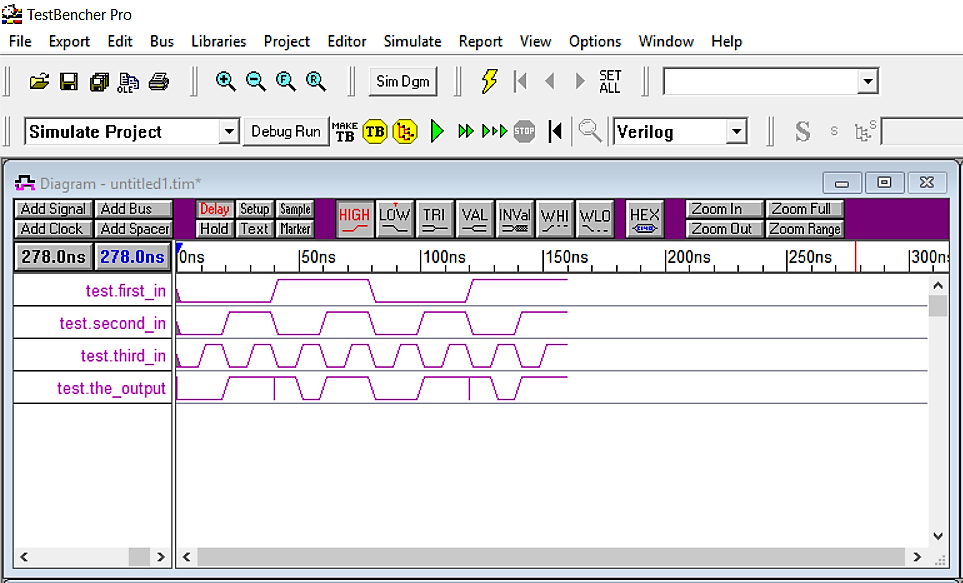 TestBencher Pro
File Export Edit Bus Libraries Project Editor Simulate Report View Options Window Help
OLE F R Sim Dgm SET ALL
Simulate Project Debug Run MAKE TB TB STOP Verilog S S S
Diagram - untitled1.tim*
Add Signal Add Bus Delay Setup Sample HIGH LOW TRI VAL INVal WHI WLO HEX Zoom In Zoom Full
Add Clock Add Spacer Hold Text Marker Zoom Out Zoom Range
278.0ns 278.0ns 0ns 50ns 100ns 150ns 200ns 250ns 300ns
test.first_in
test.second_in
test.third_in
test.the_output